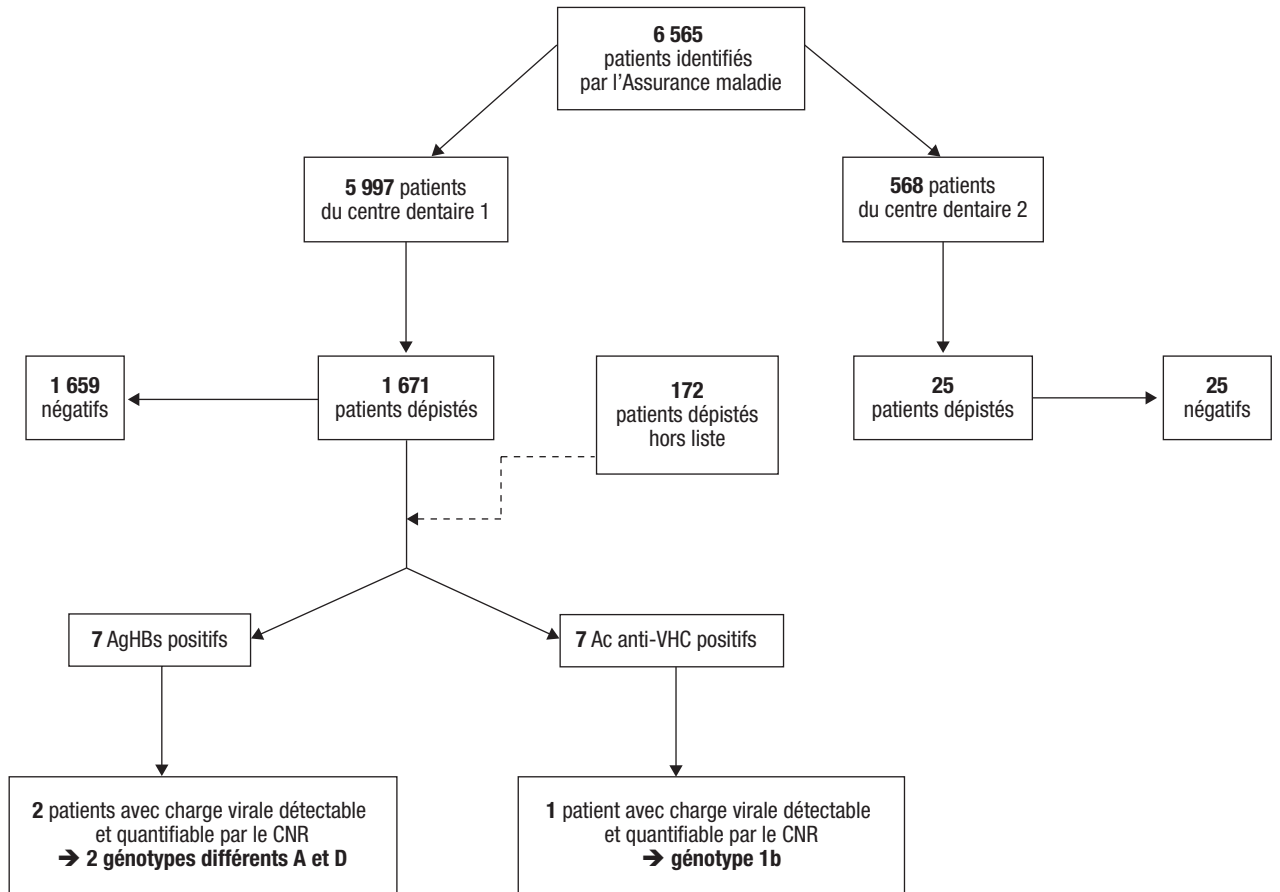 6 565
patients identifiés
par l'Assurance maladie
5 997 patients
du centre dentaire 1
568 patients
du centre dentaire 2
1 659
négatifs
1 671
patients dépistés
172
patients dépistés
hors liste
25
patients dépistés
25
négatifs
7 AgHBs positifs
7 Ac anti-VHC positifs
2 patients avec charge virale détectable
et quantifiable par le CNR
➔ 2 génotypes différents A et D
1 patient avec charge virale détectable
et quantifiable par le CNR
➔ génotype 1b